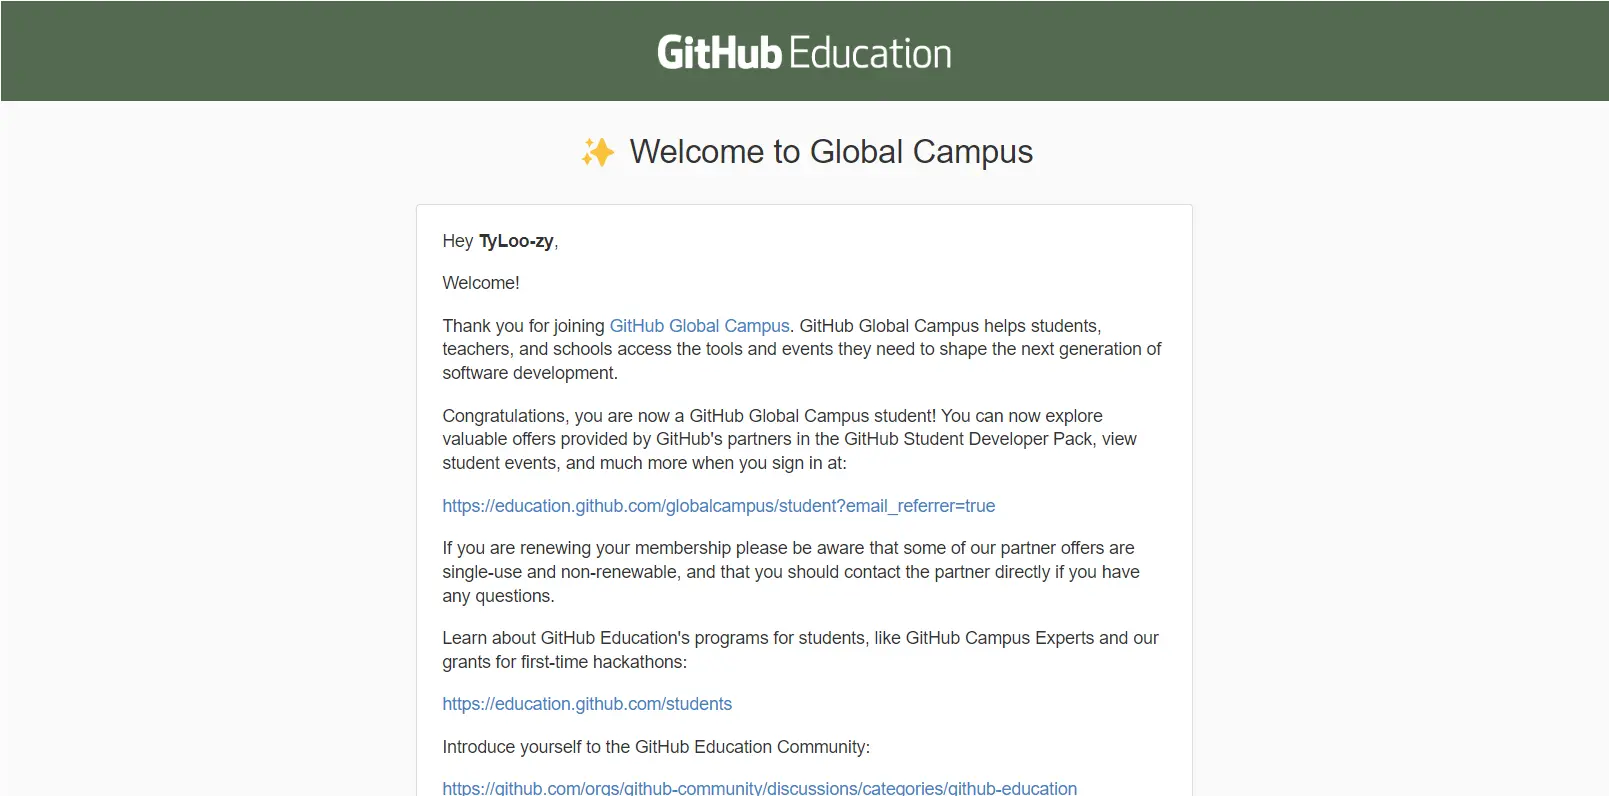 GitHub Education
Welcome to Global Campus
Hey TyLoo-zy,
Welcome!
Thank you for joining GitHub Global Campus. GitHub Global Campus helps students,
teachers, and schools access the tools and events they need to shape the next generation of
software development.
Congratulations, you are now a GitHub Global Campus student! You can now explore
valuable offers provided by GitHub's partners in the GitHub Student Developer Pack, view
student events, and much more when you sign in at:
https://education.github.com/globalcampus/student?email_referrer=true
If you are renewing your membership please be aware that some of our partner offers are
single-use and non-renewable, and that you should contact the partner directly if you have
any questions.
Learn about GitHub Education's programs for students, like GitHub Campus Experts and our
grants for first-time hackathons:
https://education.github.com/students
Introduce yourself to the GitHub Education Community:
https://github.com/orgs/github-community/discussions/categories/github-education